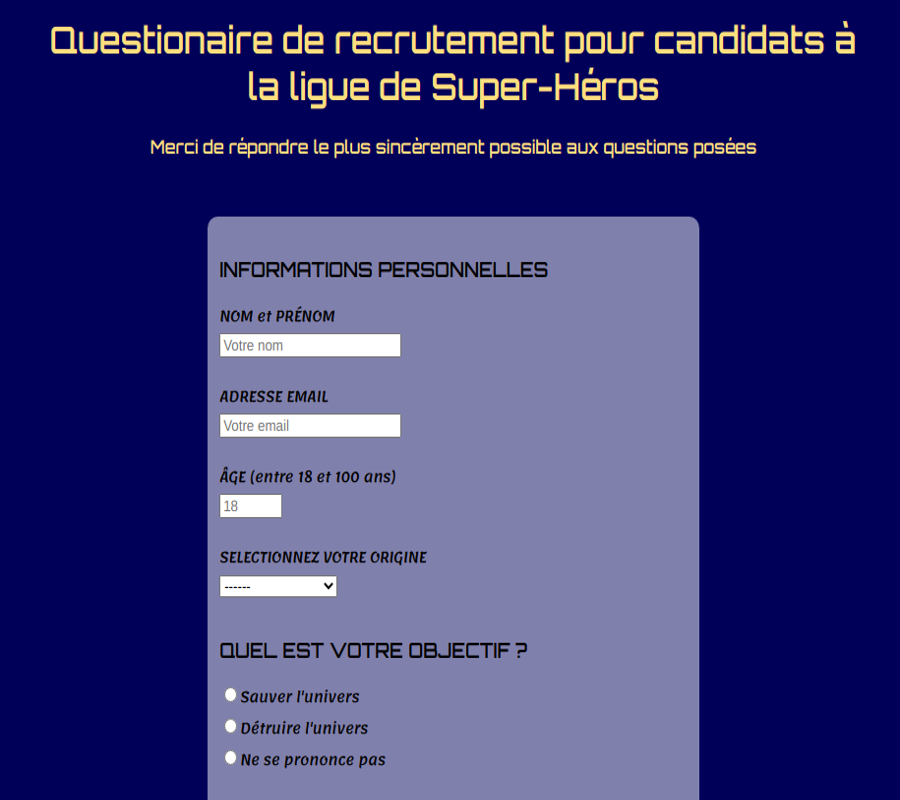 Questionaire de recrutement pour candidats à
la ligue de Super-Héros
Merci de répondre le plus sincèrement possible aux questions posées
INFORMATIONS PERSONNELLES
NOM et PRÉNOM
Votre nom
ADRESSE EMAIL
Votre email
ÂGE (entre 18 et 100 ans)
18
SELECTIONNEZ VOTRE ORIGINE
------
QUEL EST VOTRE OBJECTIF ?
Sauver l'univers
Détruire l'univers
Ne se prononce pas